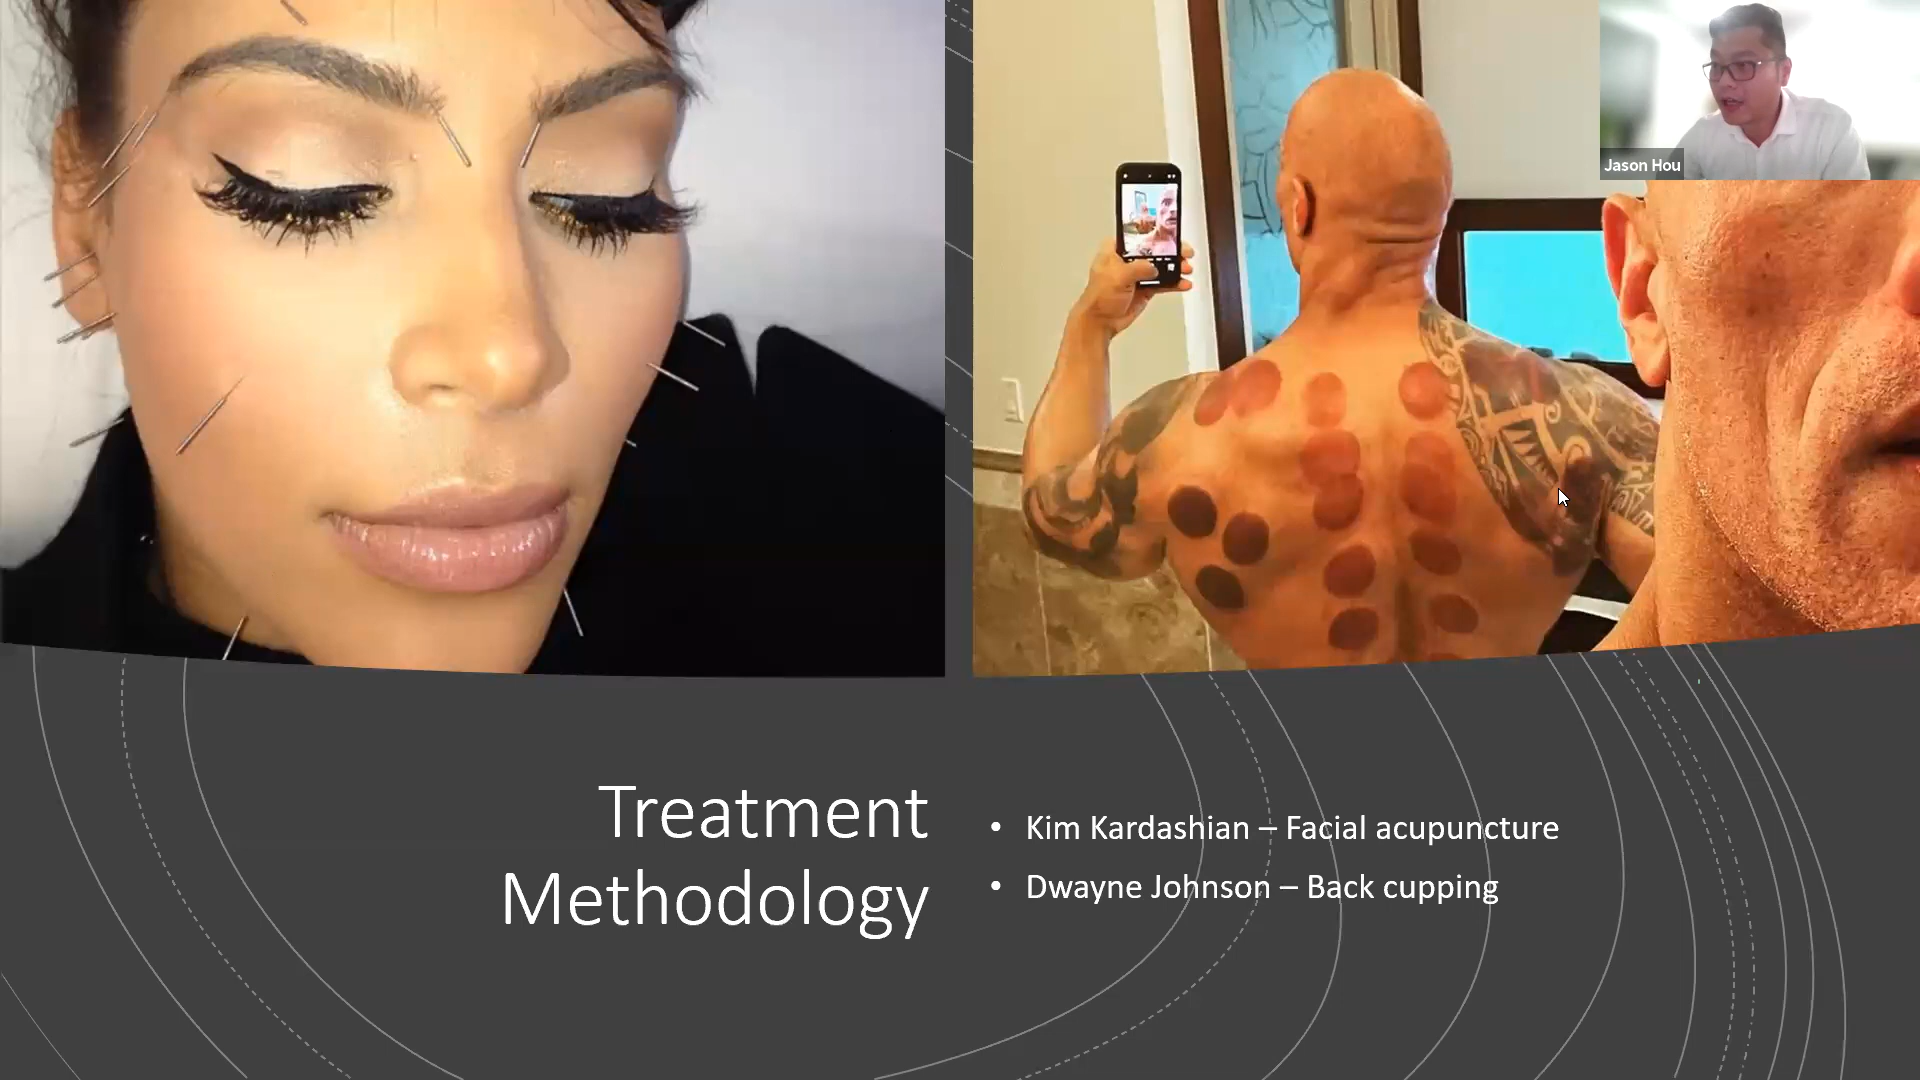 Jason Hou
Treatment
Methodology
• Kim Kardashian – Facial acupuncture
• Dwayne Johnson – Back cupping